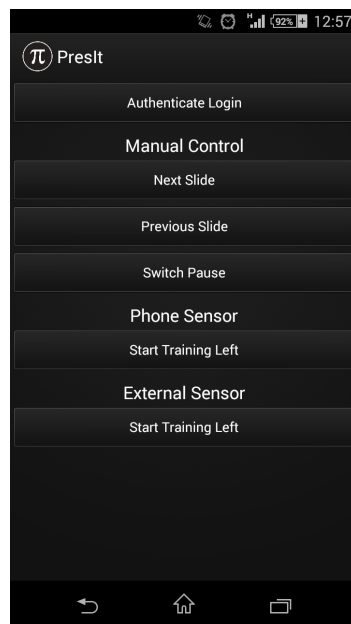 H 92% 12:57
π PresIt
Authenticate Login
Manual Control
Next Slide
Previous Slide
Switch Pause
Phone Sensor
Start Training Left
External Sensor
Start Training Left